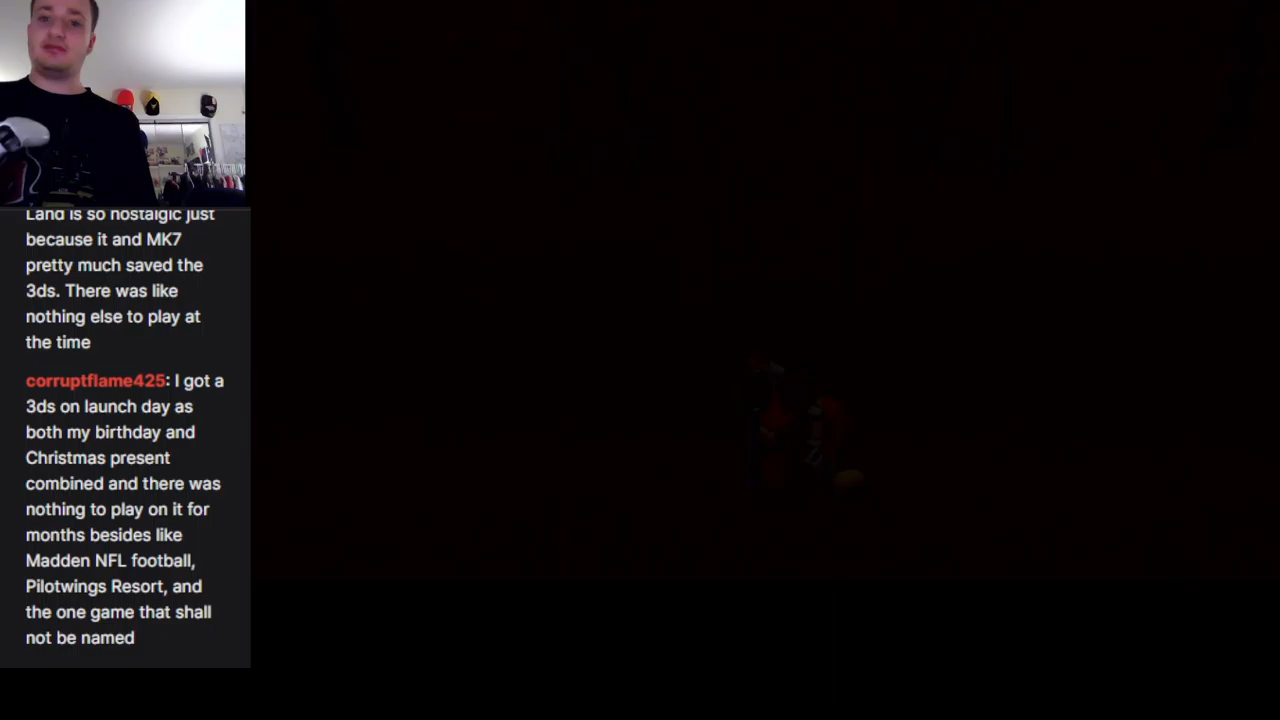 Land is so nostalgic just
because it and MK7
pretty much saved the
3ds. There was like
nothing else to play at
the time
corruptflame425: I got a
3ds on launch day as
both my birthday and
Christmas present
combined and there was
nothing to play on it for
months besides like
Madden NFL football,
Pilotwings Resort, and
the one game that shall
not be named